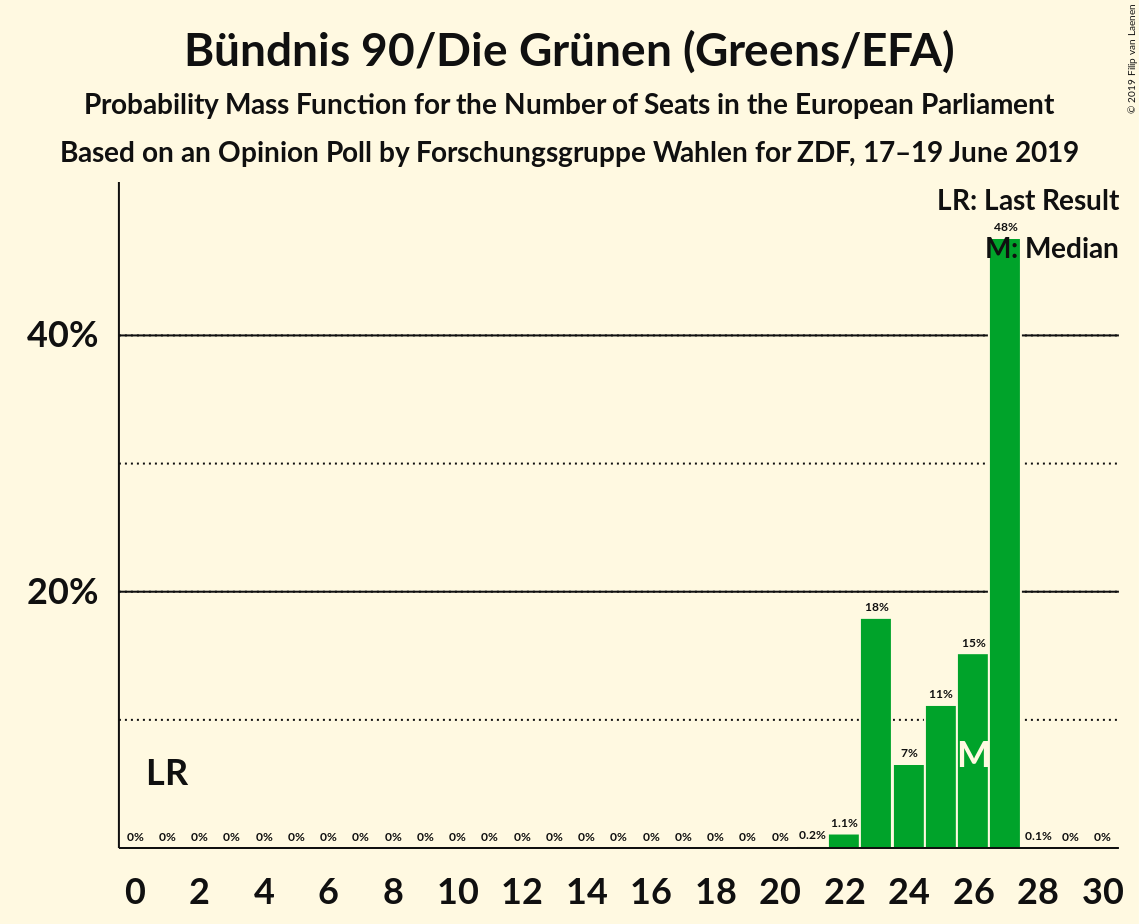 Bündnis 90/Die Grünen (Greens/EFA)
Probability Mass Function for the Number of Seats in the European Parliament
Based on an Opinion Poll by Forschungsgruppe Wahlen for ZDF, 17–19 June 2019
© 2019 Filip van Laenen
LR: Last Result
48%
M: Median
40%
20%
18%
15%
11%
7%
M
LR
0% 0% 0% 0% 0% 0% 0% 0% 0% 0% 0% 0% 0% 0% 0% 0% 0% 0% 0% 0% 0% 0.2% 1.1% 0.1% 0% 0%
0 2 4 6 8 10 12 14 16 18 20 22 24 26 28 30